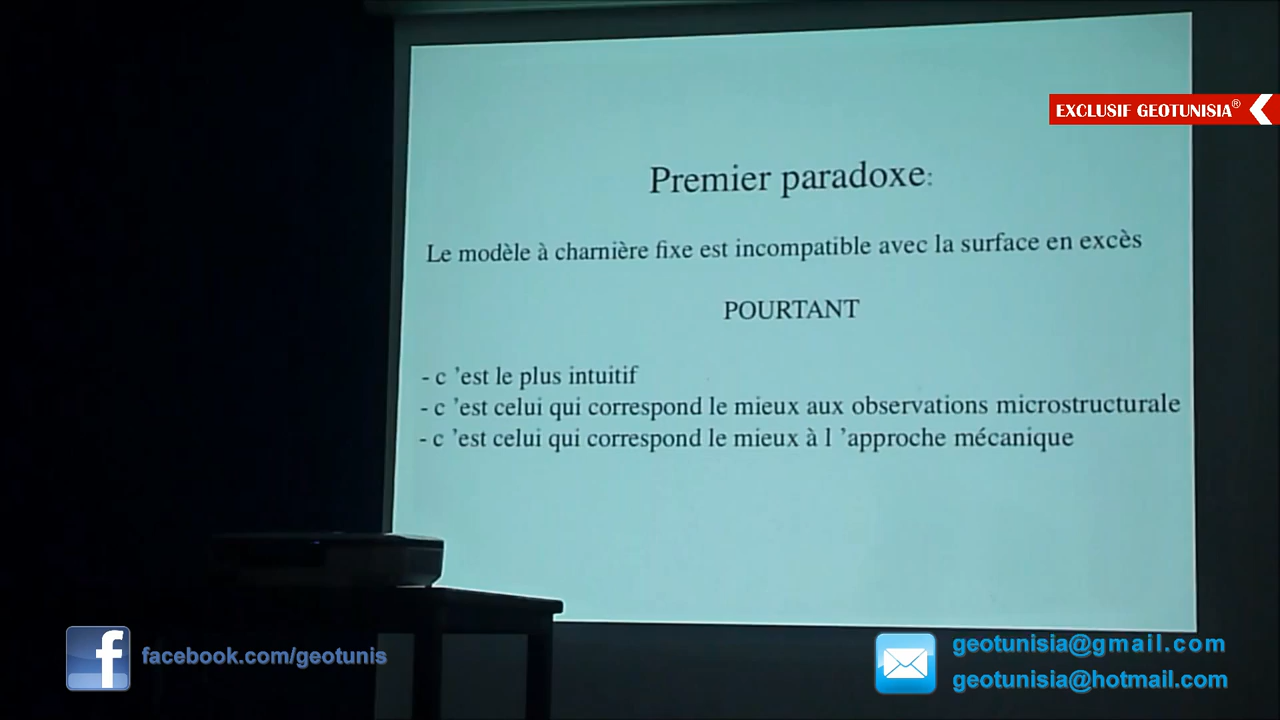 EXCLUSIF GEOTUNISIA®
Premier paradoxe:
Le modèle à charnière fixe est incompatible avec la surface en excès
POURTANT
- c ’est le plus intuitif
- c ’est celui qui correspond le mieux aux observations microstructurale
- c ’est celui qui correspond le mieux à l ’approche mécanique
facebook.com/geotunis
geotunisia@gmail.com
geotunisia@hotmail.com